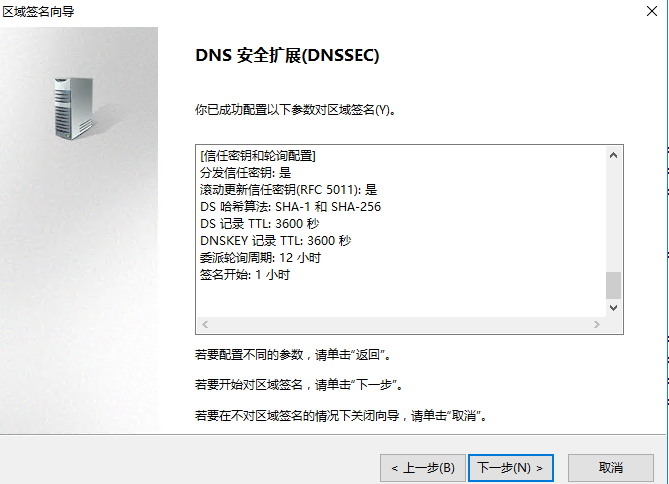 区域签名向导
DNS 安全扩展(DNSSEC)
你已成功配置以下参数对区域签名(Y)。
[信任密钥和轮询配置]
分发信任密钥: 是
滚动更新信任密钥(RFC 5011): 是
DS 哈希算法: SHA-1 和 SHA-256
DS 记录 TTL: 3600 秒
DNSKEY 记录 TTL: 3600 秒
委派轮询周期: 12 小时
签名开始: 1 小时
若要配置不同的参数，请单击“返回”。
若要开始对区域签名，请单击“下一步”。
若要在不对区域签名的情况下关闭向导，请单击“取消”。
< 上一步(B) 下一步(N) > 取消